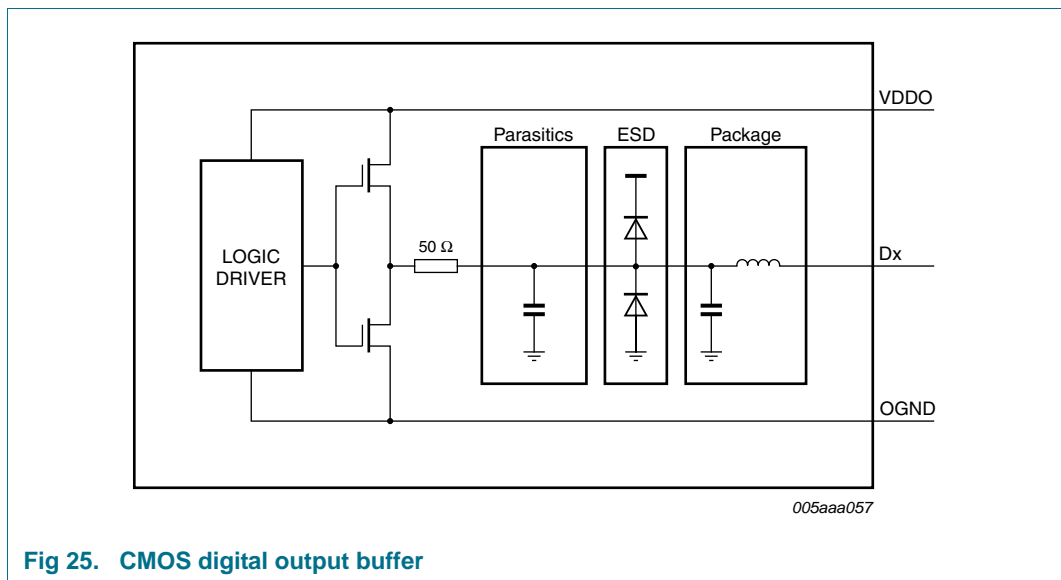 VDDO
Parasitics
ESD
Package
50 Ω
LOGIC
DRIVER
Dx
OGND
005aaa057
Fig 25. CMOS digital output buffer